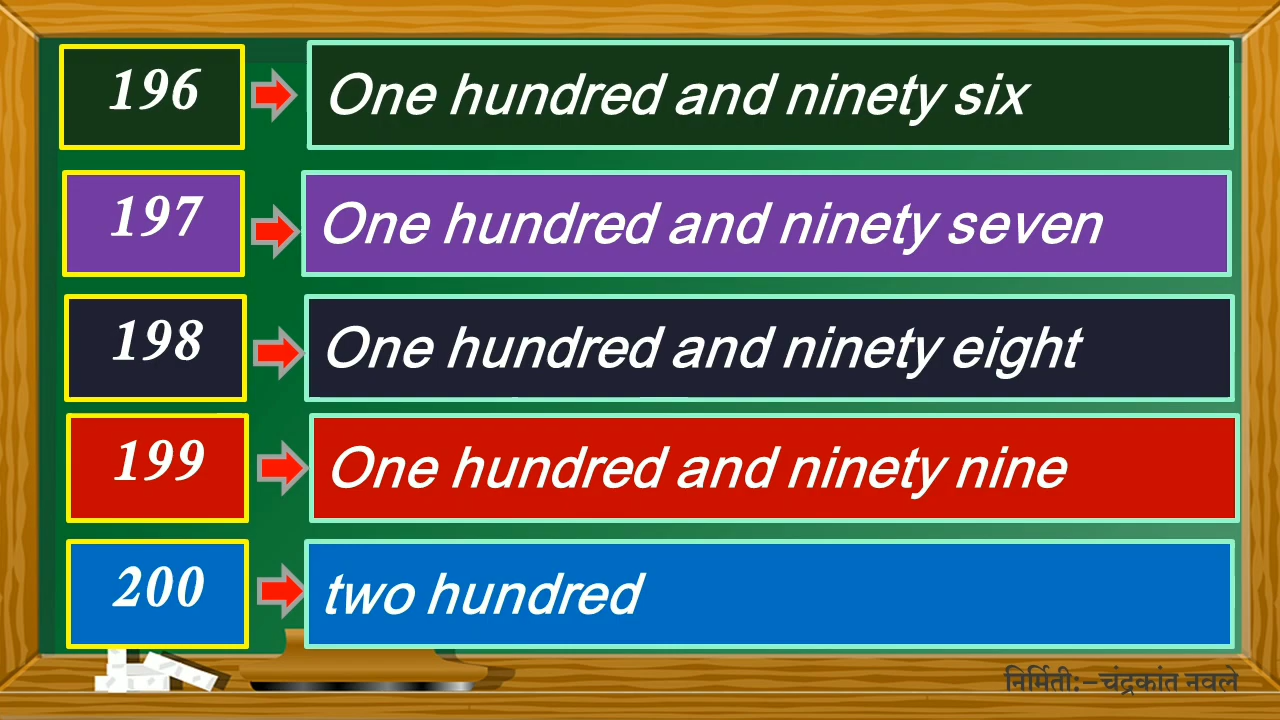 196 One hundred and ninety six
197 One hundred and ninety seven
198 One hundred and ninety eight
199 One hundred and ninety nine
200 two hundred
निर्मिती:-चंद्रकांत नवले